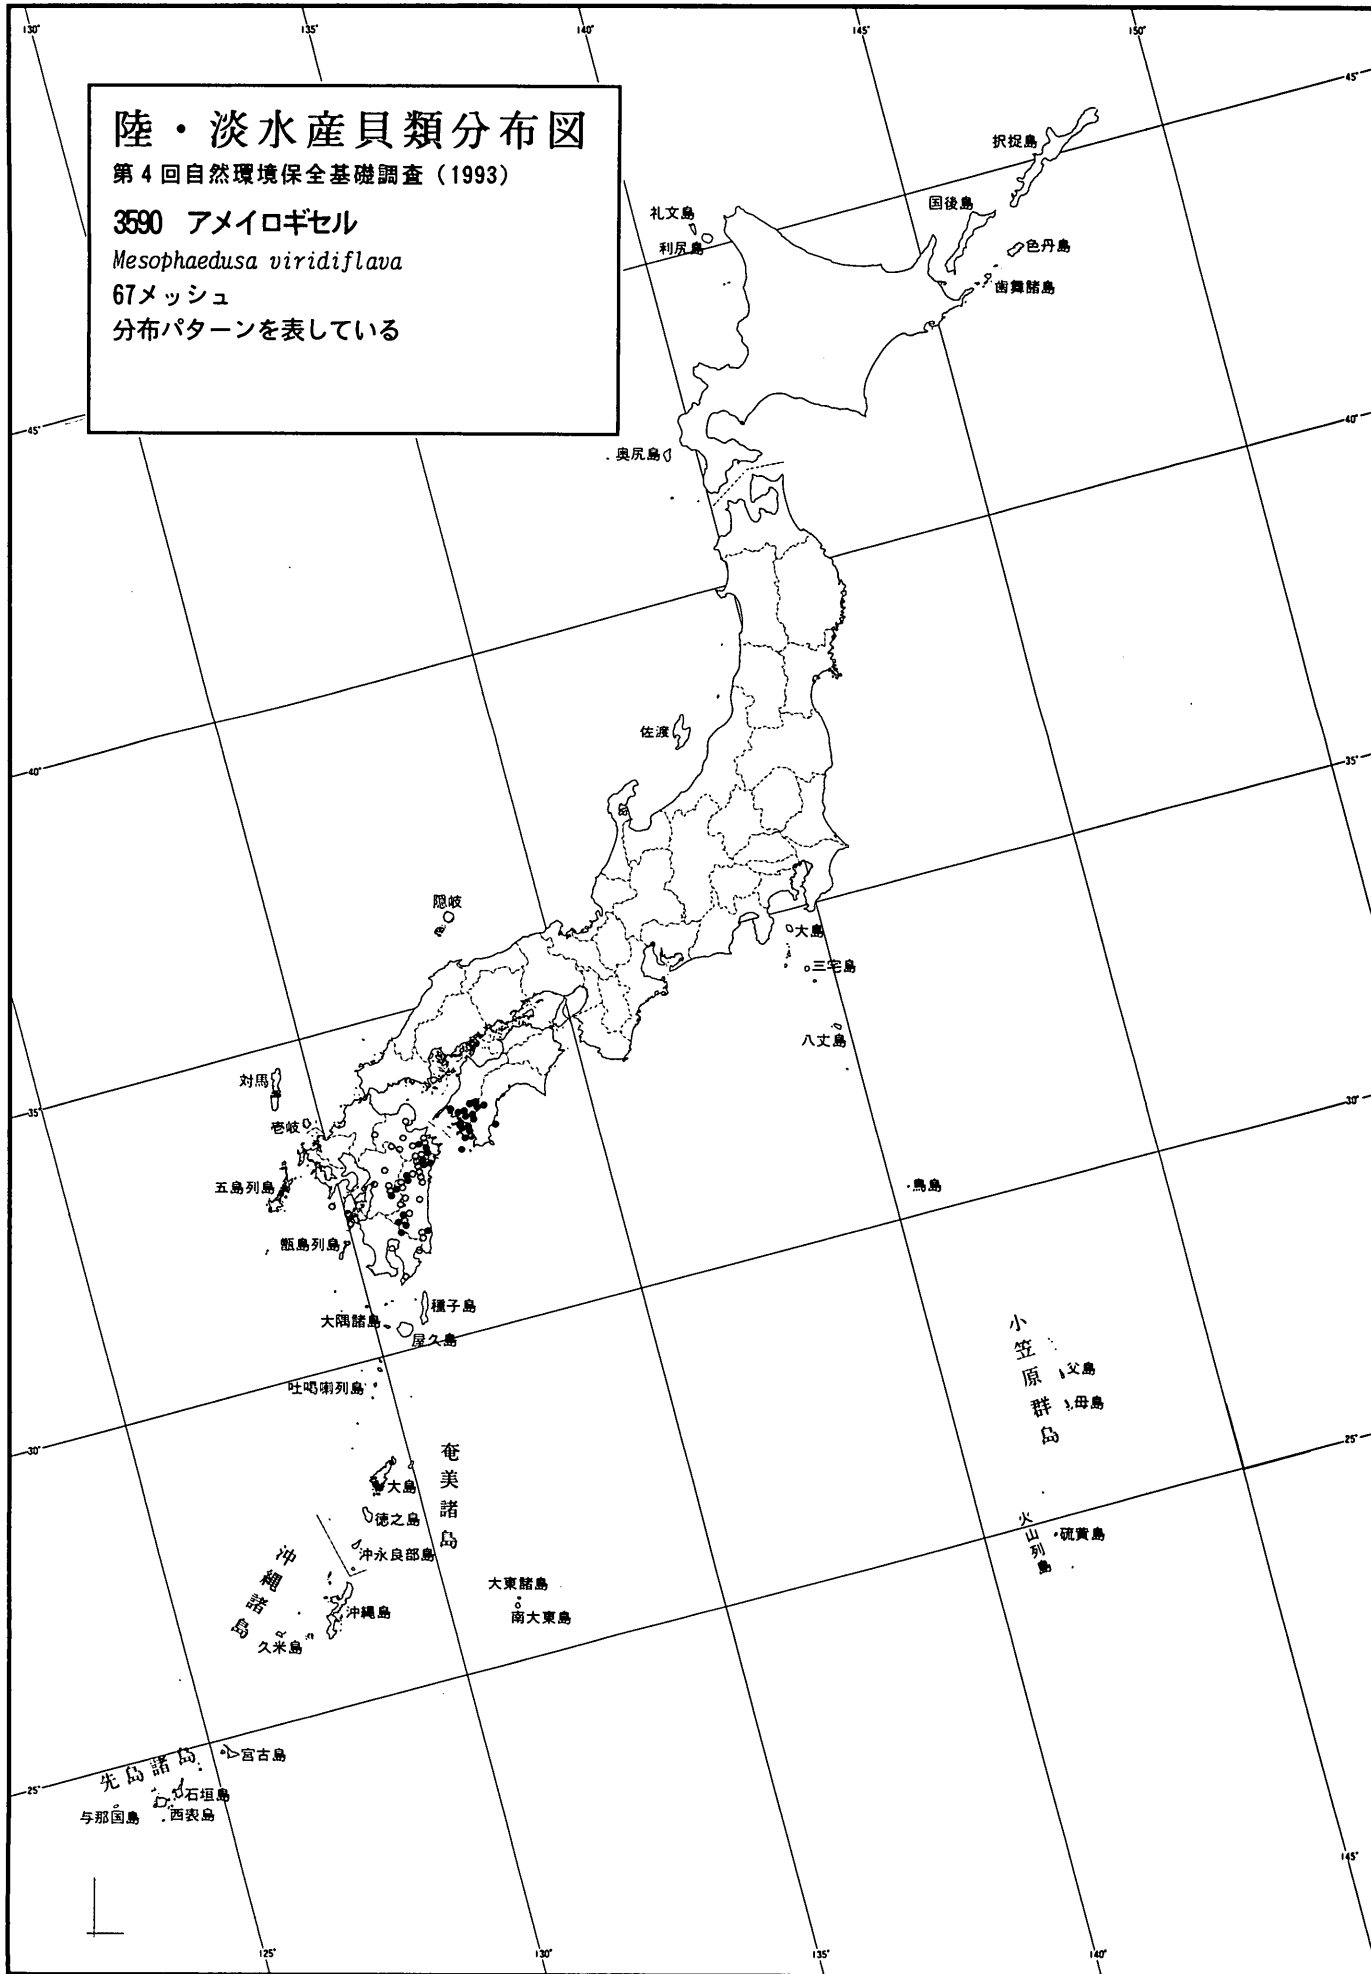 130°
135°
140°
145°
150°
陸・淡水産貝類分布図
第4回自然環境保全基礎調査（1993）
3590 アメイロギセル
Mesophaedusa viridiflava
67メッシュ
分布パターンを表している
45°
択捉島
国後島
色丹島
歯舞諸島
礼文島
利尻島
45°
40°
奥尻島
佐渡
40°
35°
隠岐
大島
三宅島
八丈島
対馬
35°
壱岐
30°
五島列島
鳥島
甑島列島
種子島
大隅諸島
屋久島
小笠原群島
父島
母島
吐噶喇列島
30°
25°
奄美諸島
大島
徳之島
火山列島
硫黄島
沖永良部島
沖縄諸島
大東諸島
沖縄島
南大東島
久米島
先島諸島
宮古島
25°
石垣島
与那国島
西表島
145°
125°
130°
135°
140°